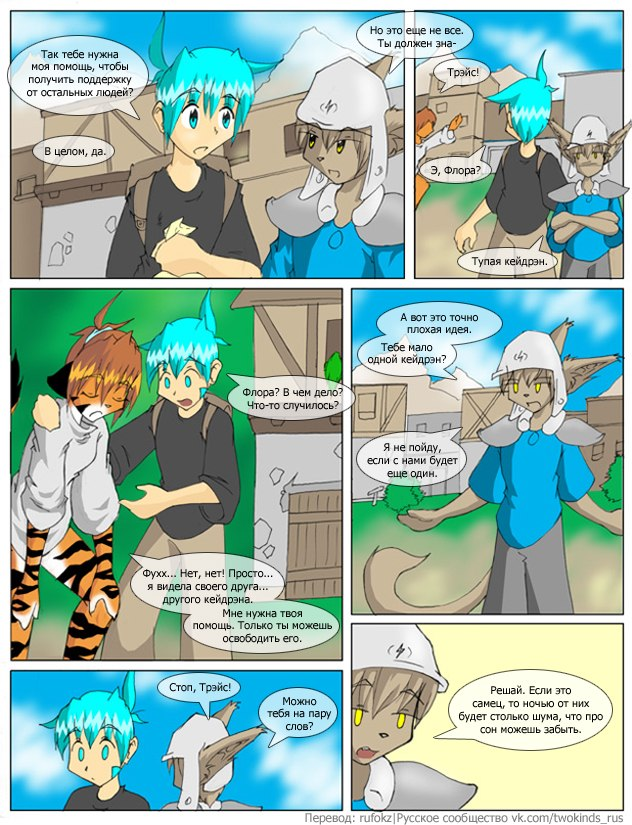 Так тебе нужна
моя помощь, чтобы
получить поддержку
от остальных людей?
В целом, да.
Но это еще не все.
Ты должен зна-
Трэйс!
Э, Флора?
Тупая кейдрэн.
Флора? В чем дело?
Что-то случилось?
Фухх... Нет, нет! Просто...
я видела своего друга...
другого кейдрэна.
Мне нужна твоя
помощь. Только ты можешь
освободить его.
А вот это точно
плохая идея.
Тебе мало
одной кейдрэн?
Я не пойду,
если с нами будет
еще один.
Стоп, Трэйс!
Можно
тебя на пару
слов?
Решай. Если это
самец, то ночью от них
будет столько шума, что про
сон можешь забыть.
Перевод: rufokz|Русское сообщество vk.com/twokinds_rus